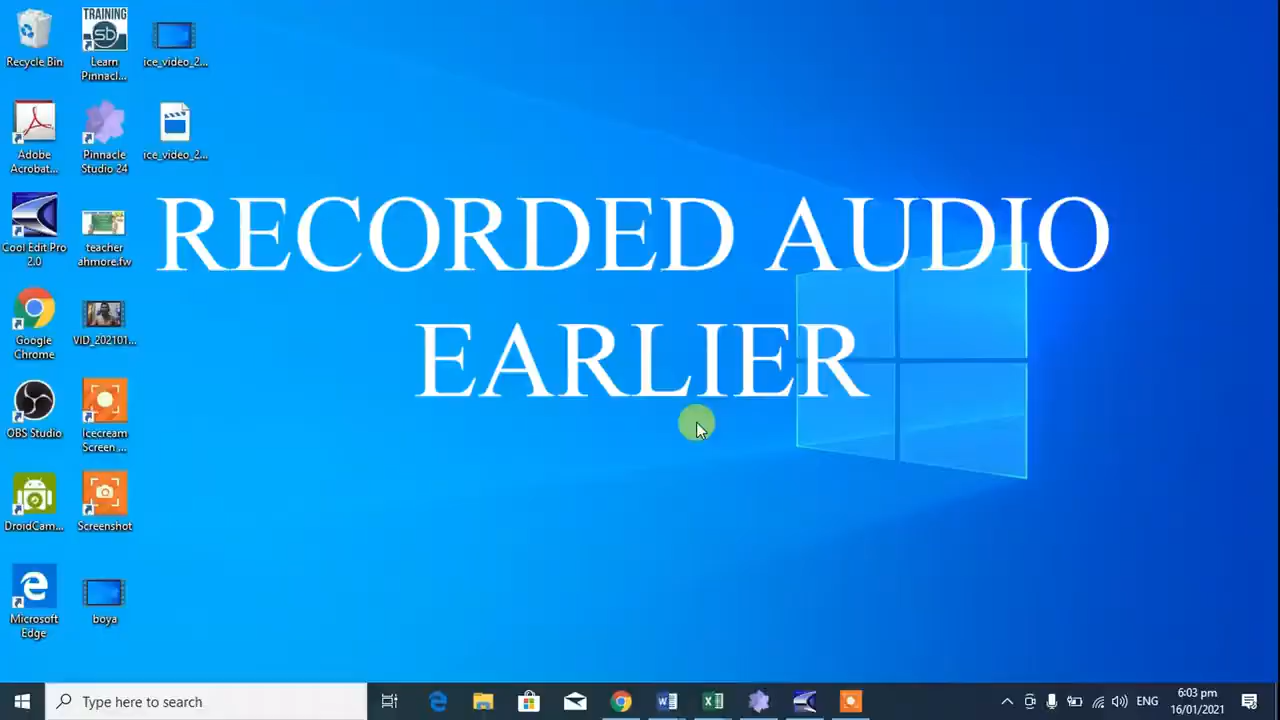 TRAINING
sb
Recycle Bin
Learn
Pinnacl...
ice_video_2...
Adobe
Acrobat...
Pinnacle
Studio 24
ice_video_2...
RECORDED AUDIO
EARLIER
Cool Edit Pro
2.0
teacher
ahmore.fw
Google
Chrome
VID_202101...
OBS Studio
Icecream
Screen ...
DroidCam...
Screenshot
Microsoft
Edge
boya
Type here to search
ENG
6:03 pm
16/01/2021